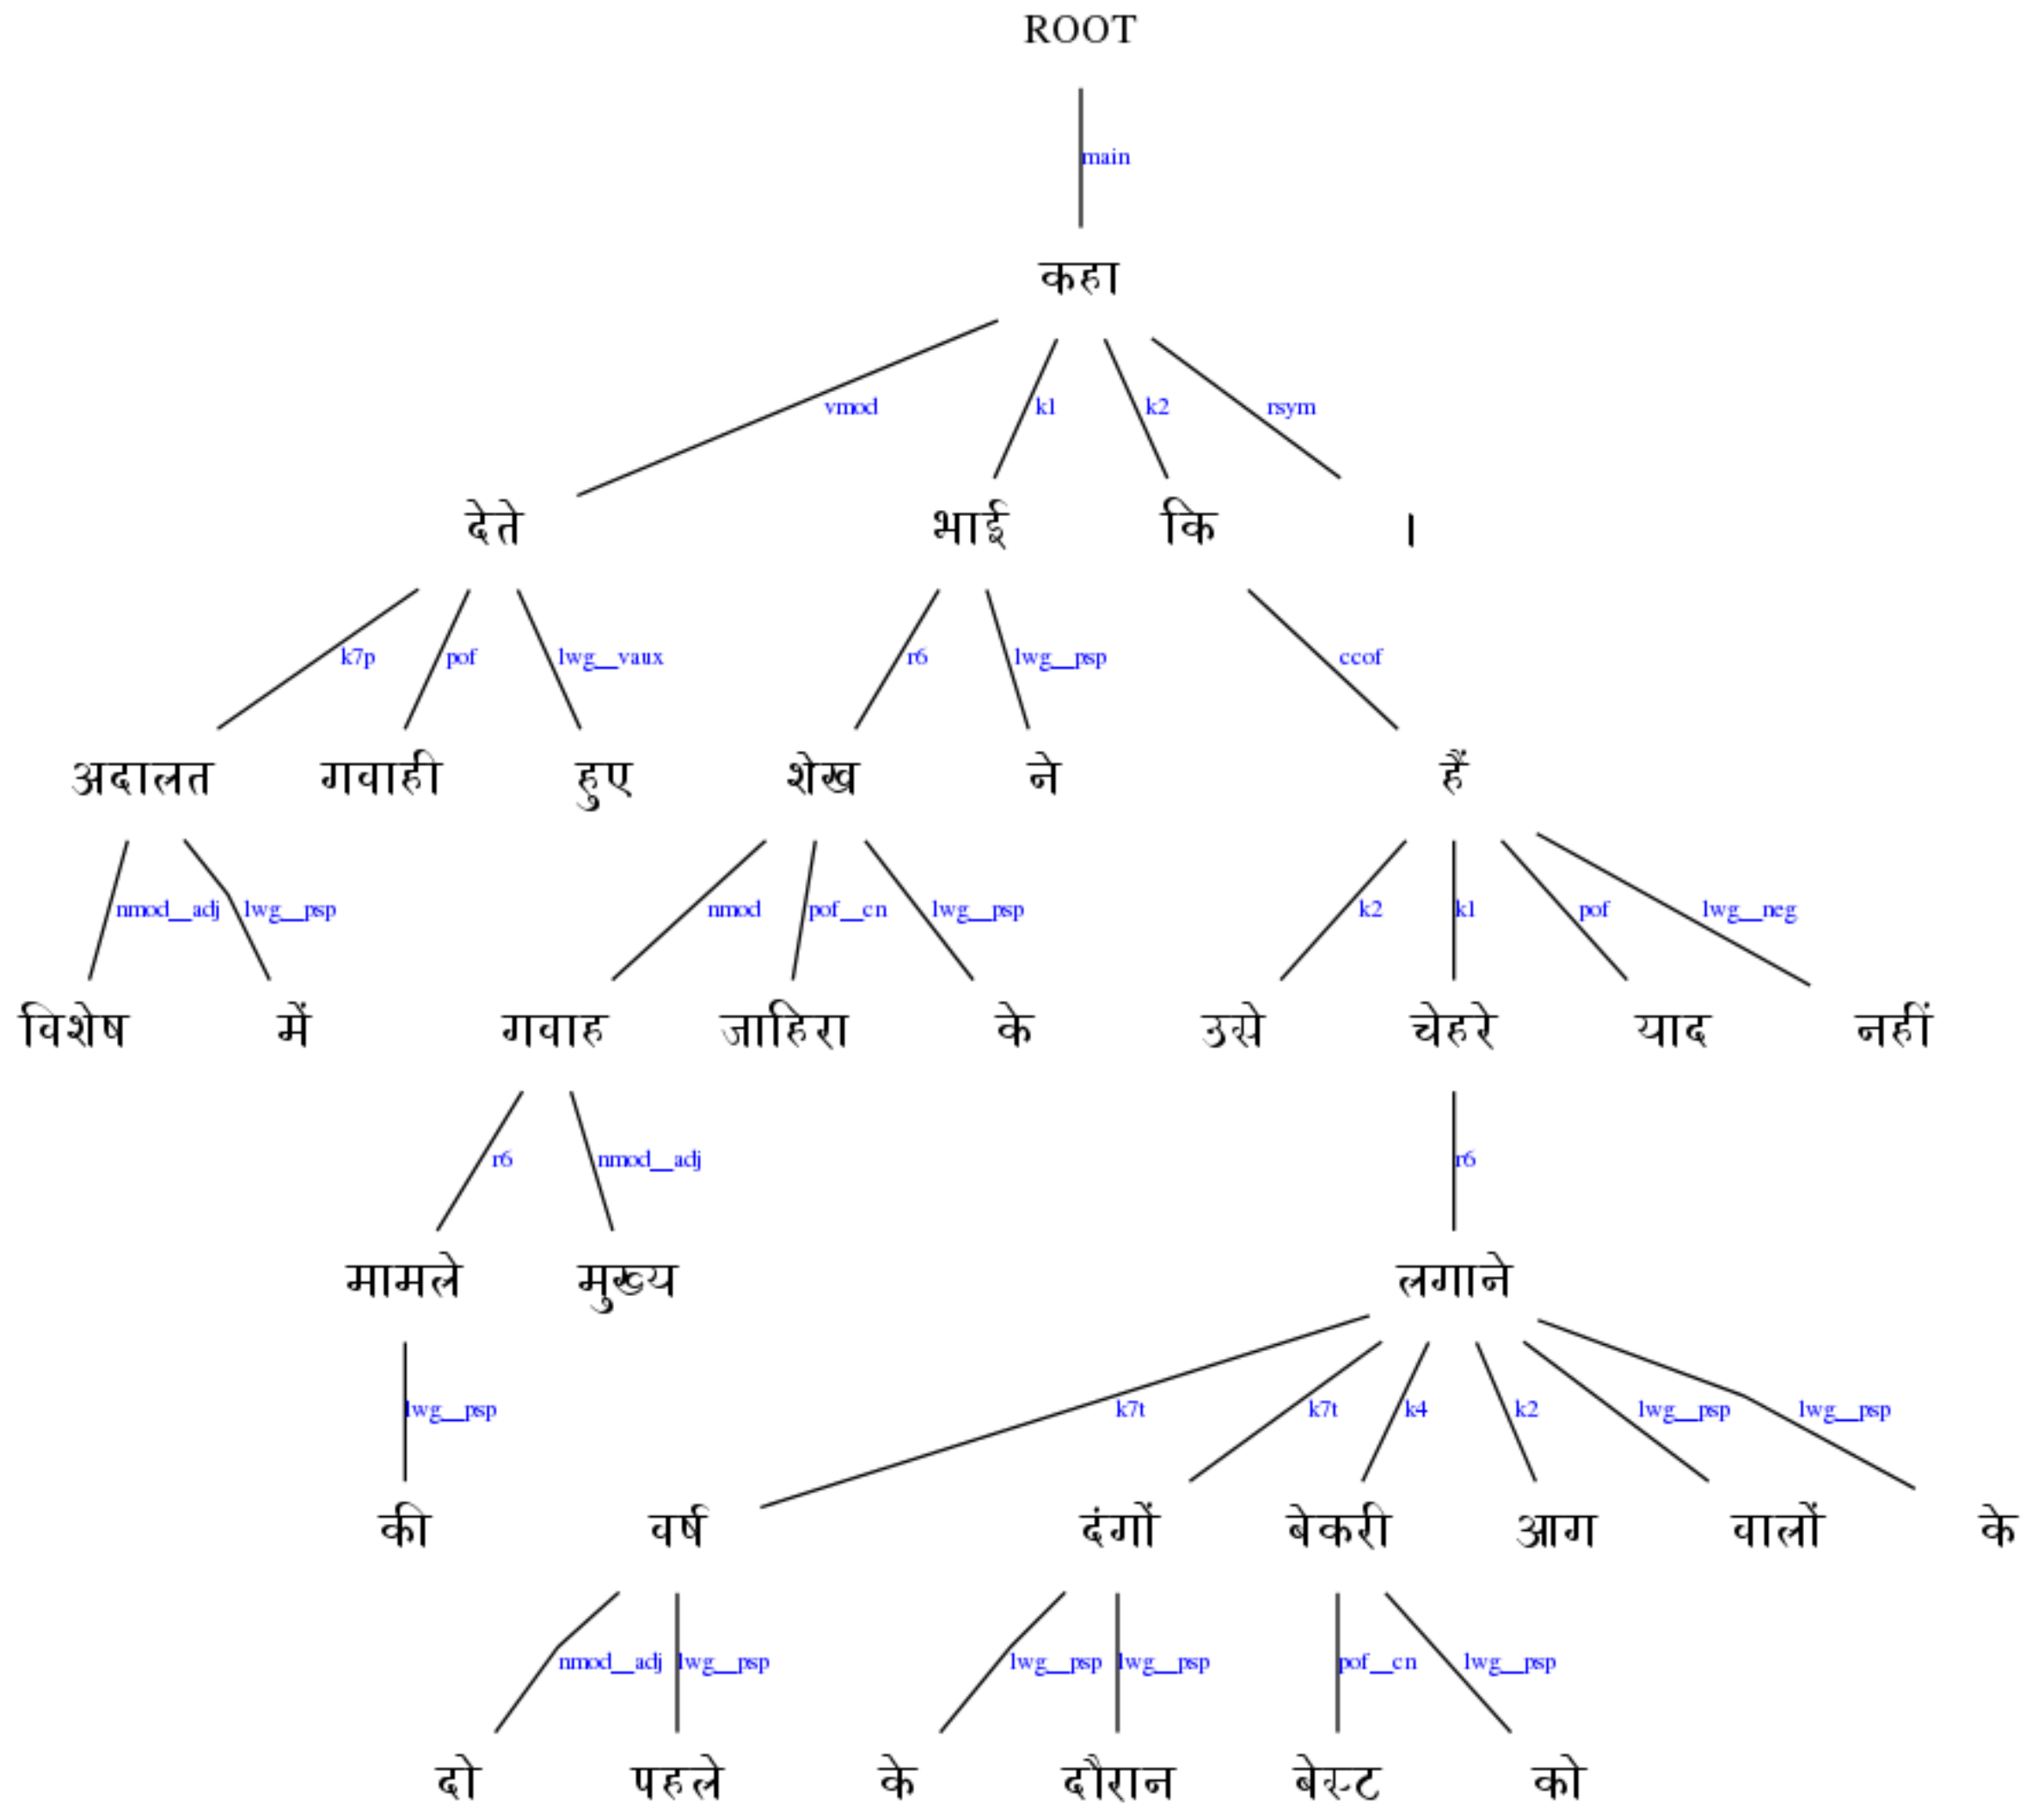 ROOT
main
कहा
vmod k1 k2 rsym
देते भाई कि ।
k7p pof lwg__vaux r6 lwg__psp ccof
अदालत गवाही हुए शेख ने हैं
nmod__adj lwg__psp nmod pof__cn lwg__psp k2 k1 pof lwg__neg
विशेष में गवाह जाहिरा के उसे चेहरे याद नहीं
r6 nmod__adj r6
मामले मुख्य लगाने
lwg__psp k7t k7t k4 k2 lwg__psp lwg__psp
की वर्ष दंगों बेकरी आग वालों के
nmod__adj lwg__psp lwg__psp lwg__psp pof__cn lwg__psp
दो पहले के दौरान बेस्ट को